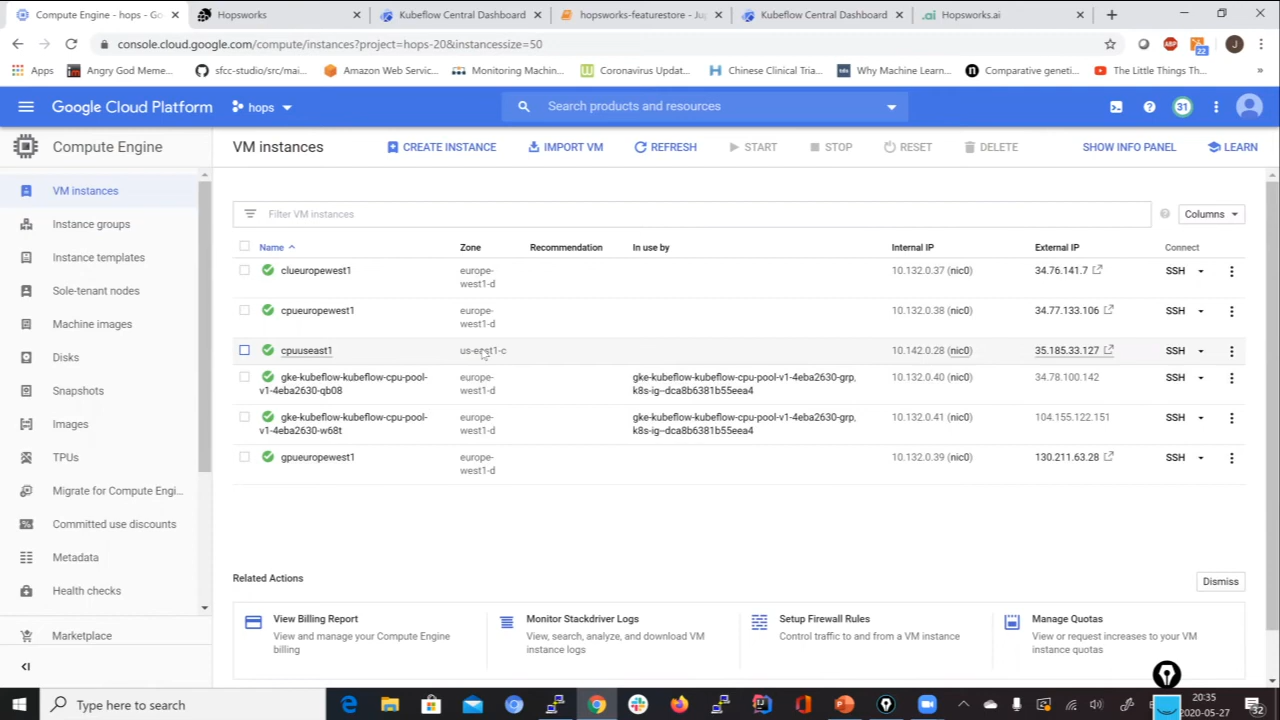 Compute Engine - hops - Go
Hopsworks
Kubeflow Central Dashboard
hopsworks-featurestore - Ju
Kubeflow Central Dashboard
.ai Hopsworks.ai
console.cloud.google.com/compute/instances?project=hops-20&instancessize=50
ABP
22
J
Apps
Angry God Meme...
sfcc-studio/src/mai...
Amazon Web Servic...
Monitoring Machin...
Coronavirus Updat...
Chinese Clinical Tria...
Why Machine Learn...
Comparative geneti...
The Little Things Th...
»
Google Cloud Platform
hops
Search products and resources
31
Compute Engine
VM instances
CREATE INSTANCE
IMPORT VM
REFRESH
START
STOP
RESET
DELETE
SHOW INFO PANEL
LEARN
VM instances
Instance groups
Instance templates
Sole-tenant nodes
Machine images
Disks
Snapshots
Images
TPUs
Migrate for Compute Engi...
Committed use discounts
Metadata
Health checks
Marketplace
Filter VM instances
Columns
Name
Zone
Recommendation
In use by
Internal IP
External IP
Connect
clueuropewest1
europe-
west1-d
10.132.0.37 (nic0)
34.76.141.7
SSH
cpueuropewest1
europe-
west1-d
10.132.0.38 (nic0)
34.77.133.106
SSH
cpuuseast1
us-east1-c
10.142.0.28 (nic0)
35.185.33.127
SSH
gke-kubeflow-kubeflow-cpu-pool-
v1-4eba2630-qb08
europe-
west1-d
gke-kubeflow-kubeflow-cpu-pool-v1-4eba2630-grp,
k8s-ig--dca8b6381b55eea4
10.132.0.40 (nic0)
34.78.100.142
SSH
gke-kubeflow-kubeflow-cpu-pool-
v1-4eba2630-w68t
europe-
west1-d
gke-kubeflow-kubeflow-cpu-pool-v1-4eba2630-grp,
k8s-ig--dca8b6381b55eea4
10.132.0.41 (nic0)
104.155.122.151
SSH
gpueuropewest1
europe-
west1-d
10.132.0.39 (nic0)
130.211.63.28
SSH
Related Actions
Dismiss
View Billing Report
View and manage your Compute Engine
billing
Monitor Stackdriver Logs
View, search, analyze, and download VM
instance logs
Setup Firewall Rules
Control traffic to and from a VM instance
Manage Quotas
View or request increases to your VM
instance quotas
Type here to search
20:35
2020-05-27
32